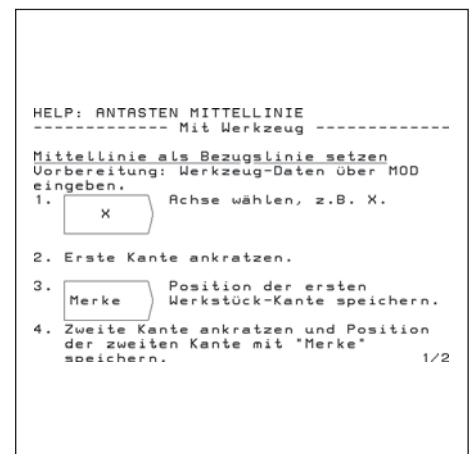 HELP: ANTASTEN MITTELLINIE
------------- Mit Werkzeug -------------
Mittellinie als Bezugslinie setzen
Vorbereitung: Werkzeug-Daten über MOD
eingeben.
1. X Achse wählen, z.B. X.
2. Erste Kante ankratzen.
3. Merke Position der ersten
Werkstück-Kante speichern.
4. Zweite Kante ankratzen und Position
der zweiten Kante mit "Merke"
speichern. 1/2